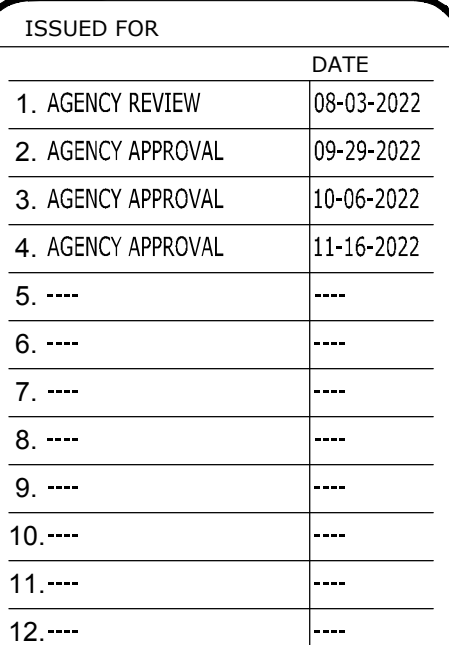 ISSUED FOR
DATE
1. AGENCY REVIEW 08-03-2022
2. AGENCY APPROVAL 09-29-2022
3. AGENCY APPROVAL 10-06-2022
4. AGENCY APPROVAL 11-16-2022
5. ---- ----
6. ---- ----
7. ---- ----
8. ---- ----
9. ---- ----
10.---- ----
11.---- ----
12.---- ----